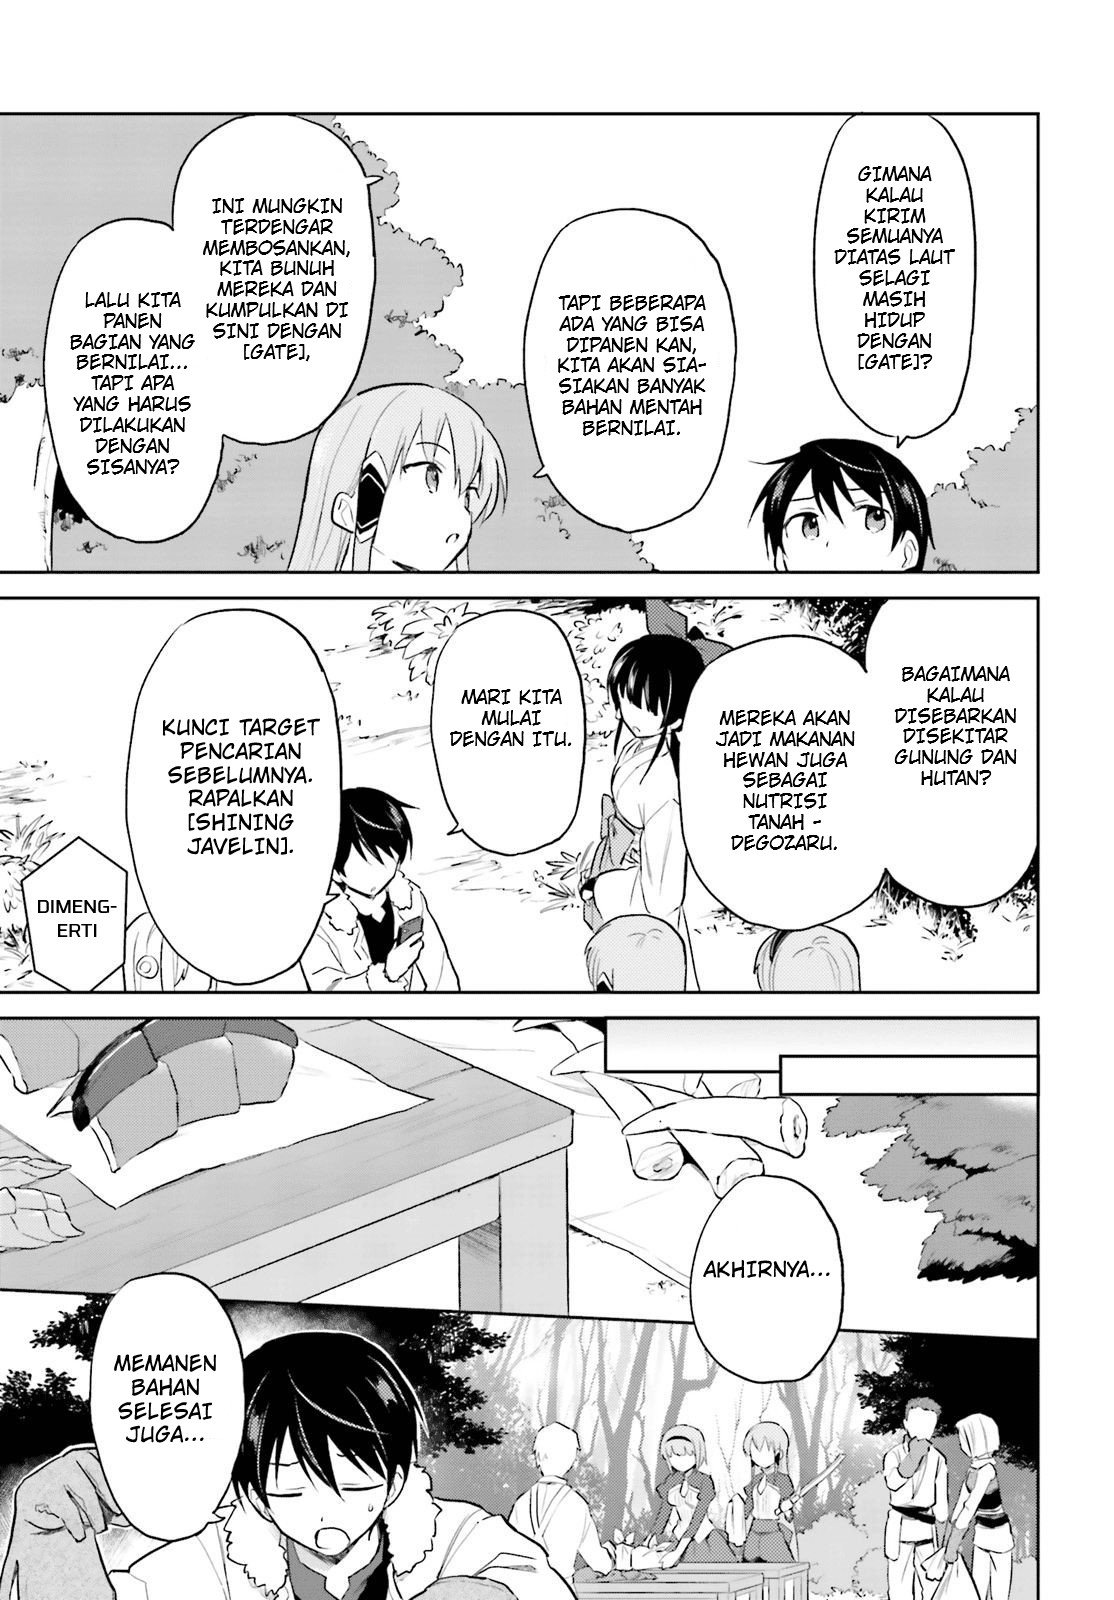 GIMANA
KALAU
KIRIM
SEMUANYA
DIATAS LAUT
SELAGI
MASIH
HIDUP
DENGAN
[GATE]?
TAPI BEBERAPA
ADA YANG BISA
DIPANEN KAN,
KITA AKAN SIA-
SIAKAN BANYAK
BAHAN MENTAH
BERNILAI.
INI MUNGKIN
TERDENGAR
MEMBOSANKAN,
KITA BUNUH
MEREKA DAN
KUMPULKAN DI
SINI DENGAN
[GATE],
LALU KITA
PANEN
BAGIAN YANG
BERNILAI...
TAPI APA
YANG HARUS
DILAKUKAN
DENGAN
SISANYA?
BAGAIMANA
KALAU
DISEBARKAN
DISEKITAR
GUNUNG DAN
HUTAN?
MEREKA AKAN
JADI MAKANAN
HEWAN JUGA
SEBAGAI
NUTRISI
TANAH -
DEGOZARU.
MARI KITA
MULAI
DENGAN ITU.
KUNCI TARGET
PENCARIAN
SEBELUMNYA.
RAPALKAN
[SHINING
JAVELIN].
DIMENG-
ERTI
AKHIRNYA...
MEMANEN
BAHAN
SELESAI
JUGA...